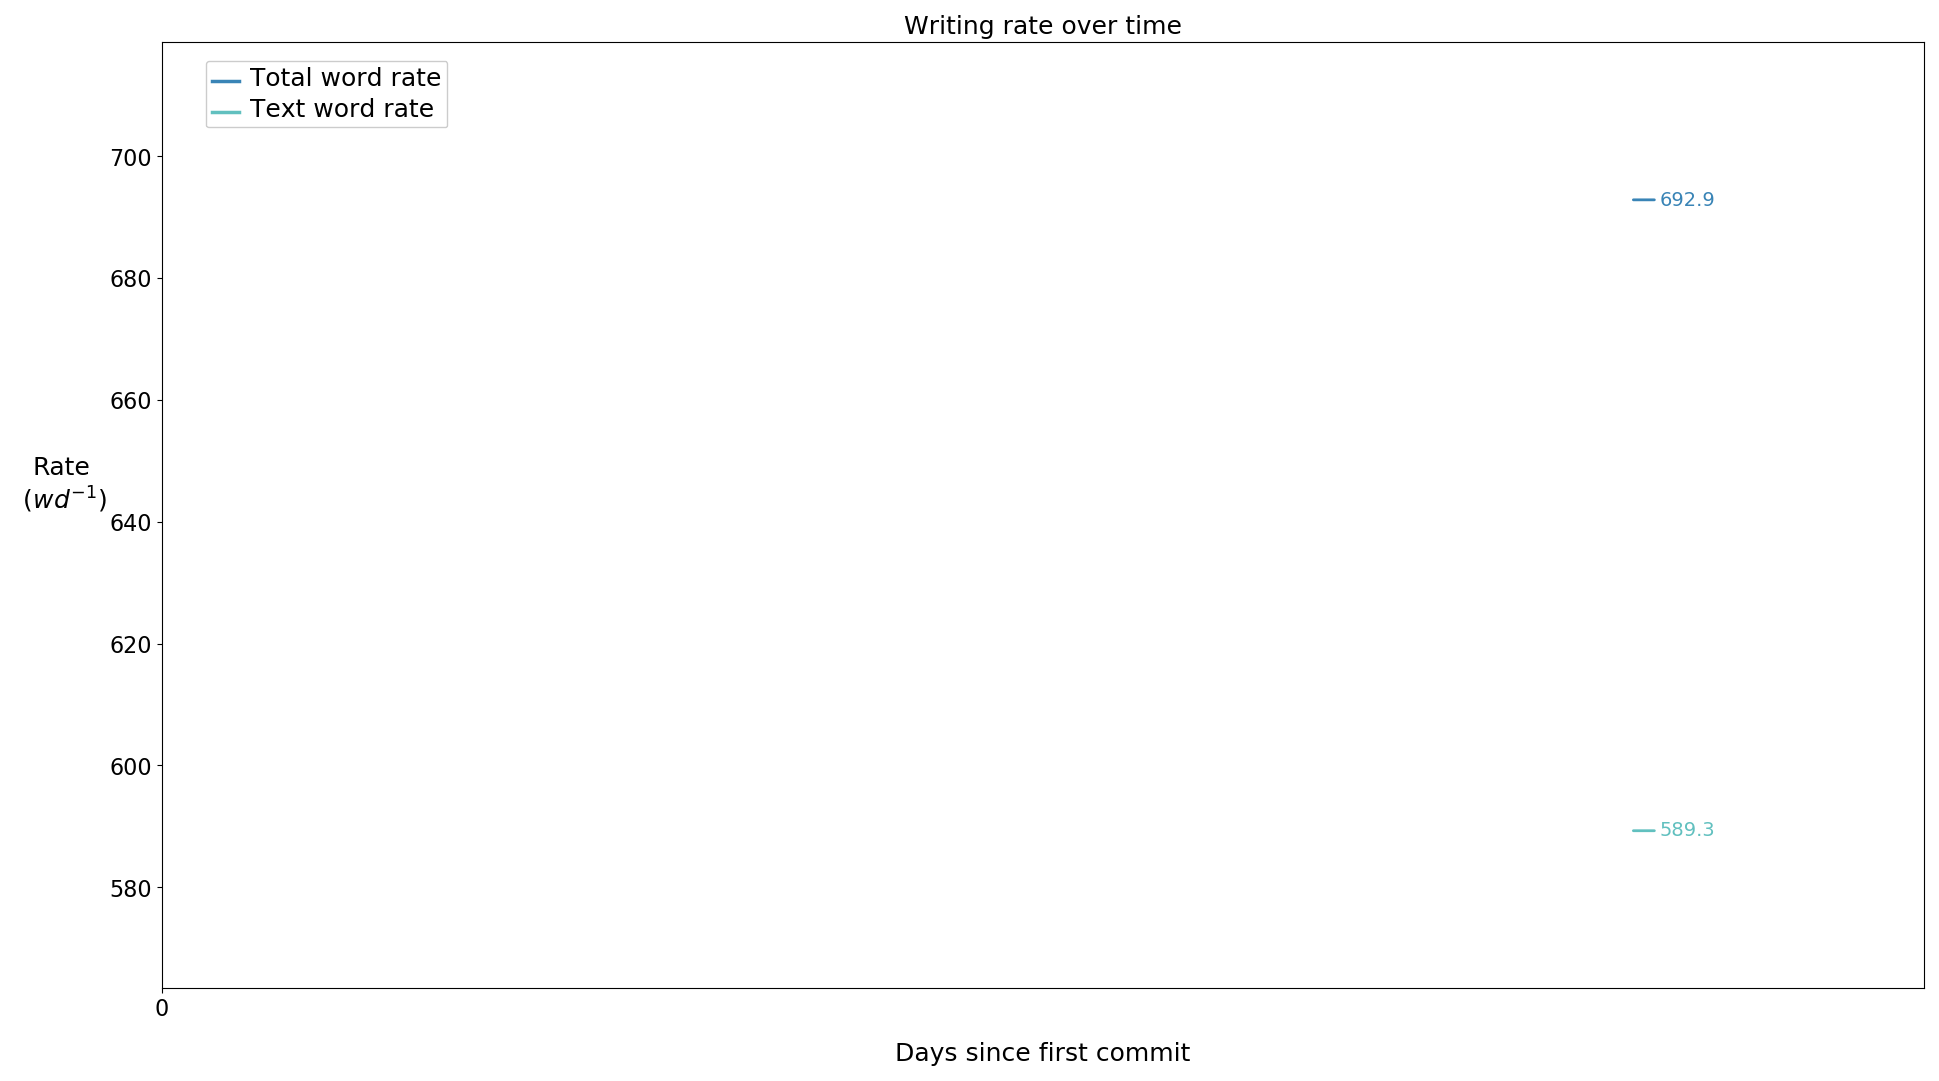 Writing rate over time
Total word rate
Text word rate
700
680
660
640
620
600
580
Rate
(wd⁻¹)
692.9
589.3
0
Days since first commit